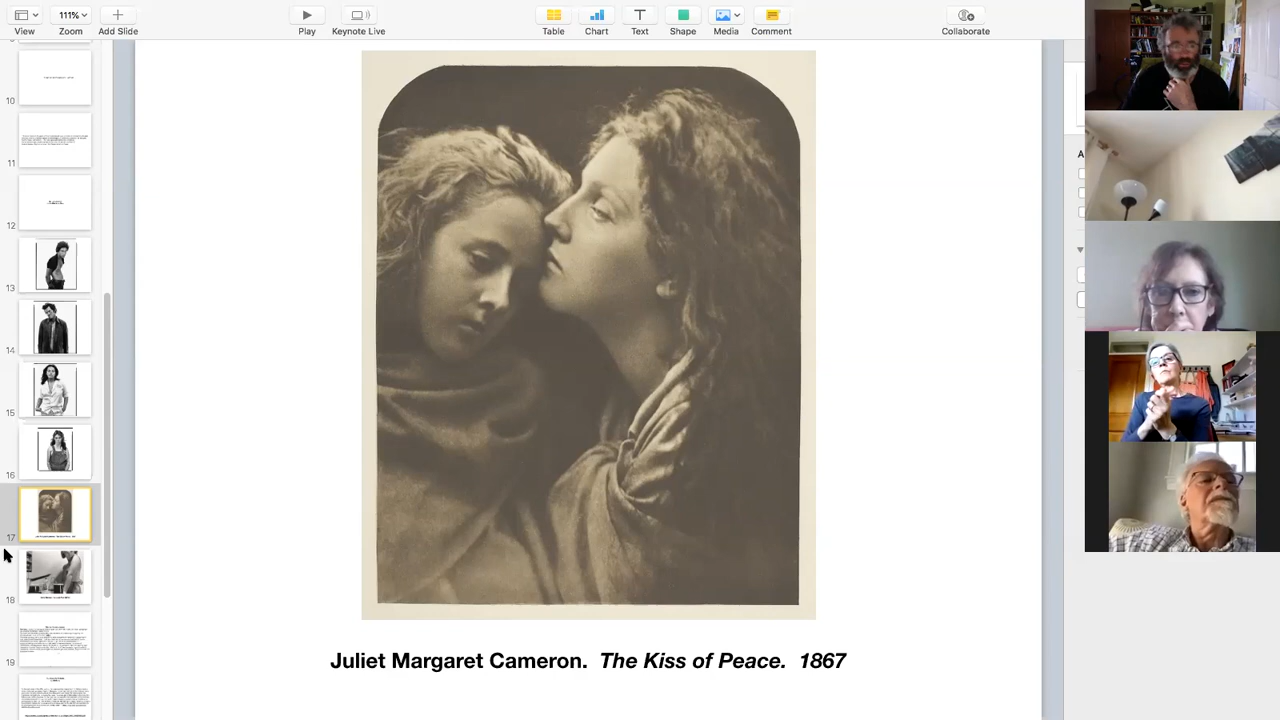 111%
View
Zoom
Add Slide
Play
Keynote Live
Table
Chart
Text
Shape
Media
Comment
Collaborate
A
10
11
12
13
14
15
16
17
18
19
Juliet Margaret Cameron. The Kiss of Peace. 1867